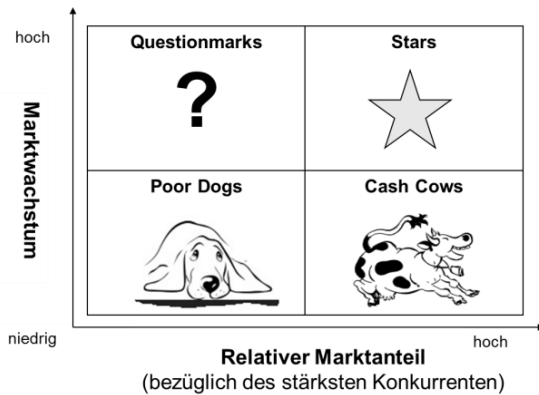 hoch
Questionmarks
Stars
?
Marktwachstum
Poor Dogs
Cash Cows
niedrig
hoch
Relativer Marktanteil
(bezüglich des stärksten Konkurrenten)